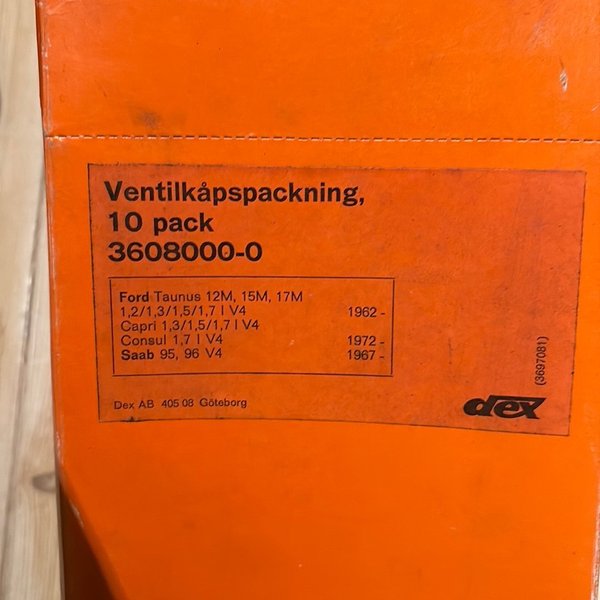 Ventilkåpspackning,
10 pack
3608000-0
Ford Taunus 12M, 15M, 17M
1,2/1,3/1,5/1,7 l V4 1962 -
Capri 1,3/1,5/1,7 l V4
Consul 1,7 l V4 1972 -
Saab 95, 96 V4 1967 -
Dex AB 405 08 Göteborg
dex
(3697081)